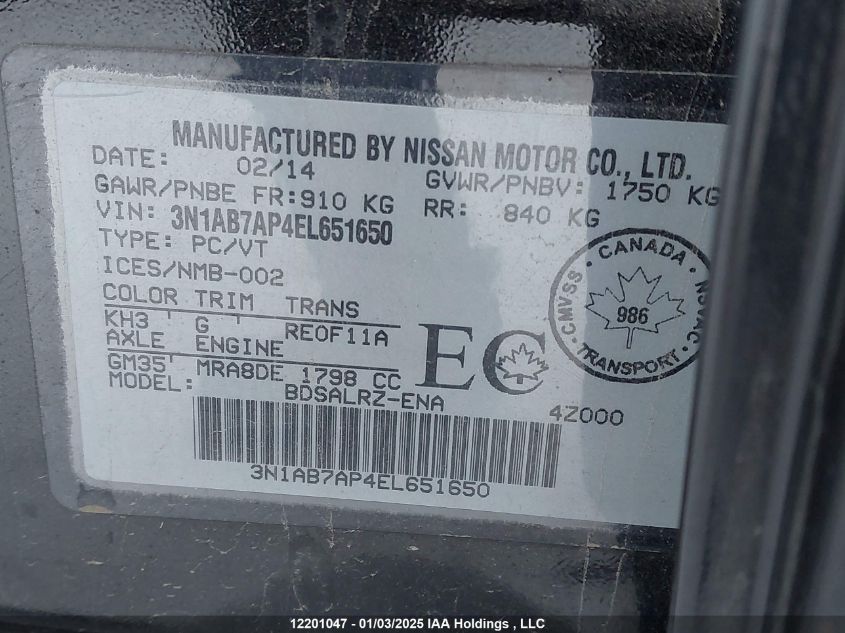 MANUFACTURED BY NISSAN MOTOR CO., LTD.
DATE: 02/14 GVWR/PNBV: 1750 KG
GAWR/PNBE FR: 910 KG RR: 840 KG
VIN: 3N1AB7AP4EL651650
TYPE: PC/VT
ICES/NMB-002
COLOR TRIM TRANS
KH3 G RE0F11A
AXLE ENGINE
GM35 MRA8DE 1798 CC
MODEL: BDSALRZ-ENA
EC
4Z000
3N1AB7AP4EL651650
CANADA
CMVSS · NSVAC
986
TRANSPORT
12201047 - 01/03/2025 IAA Holdings , LLC